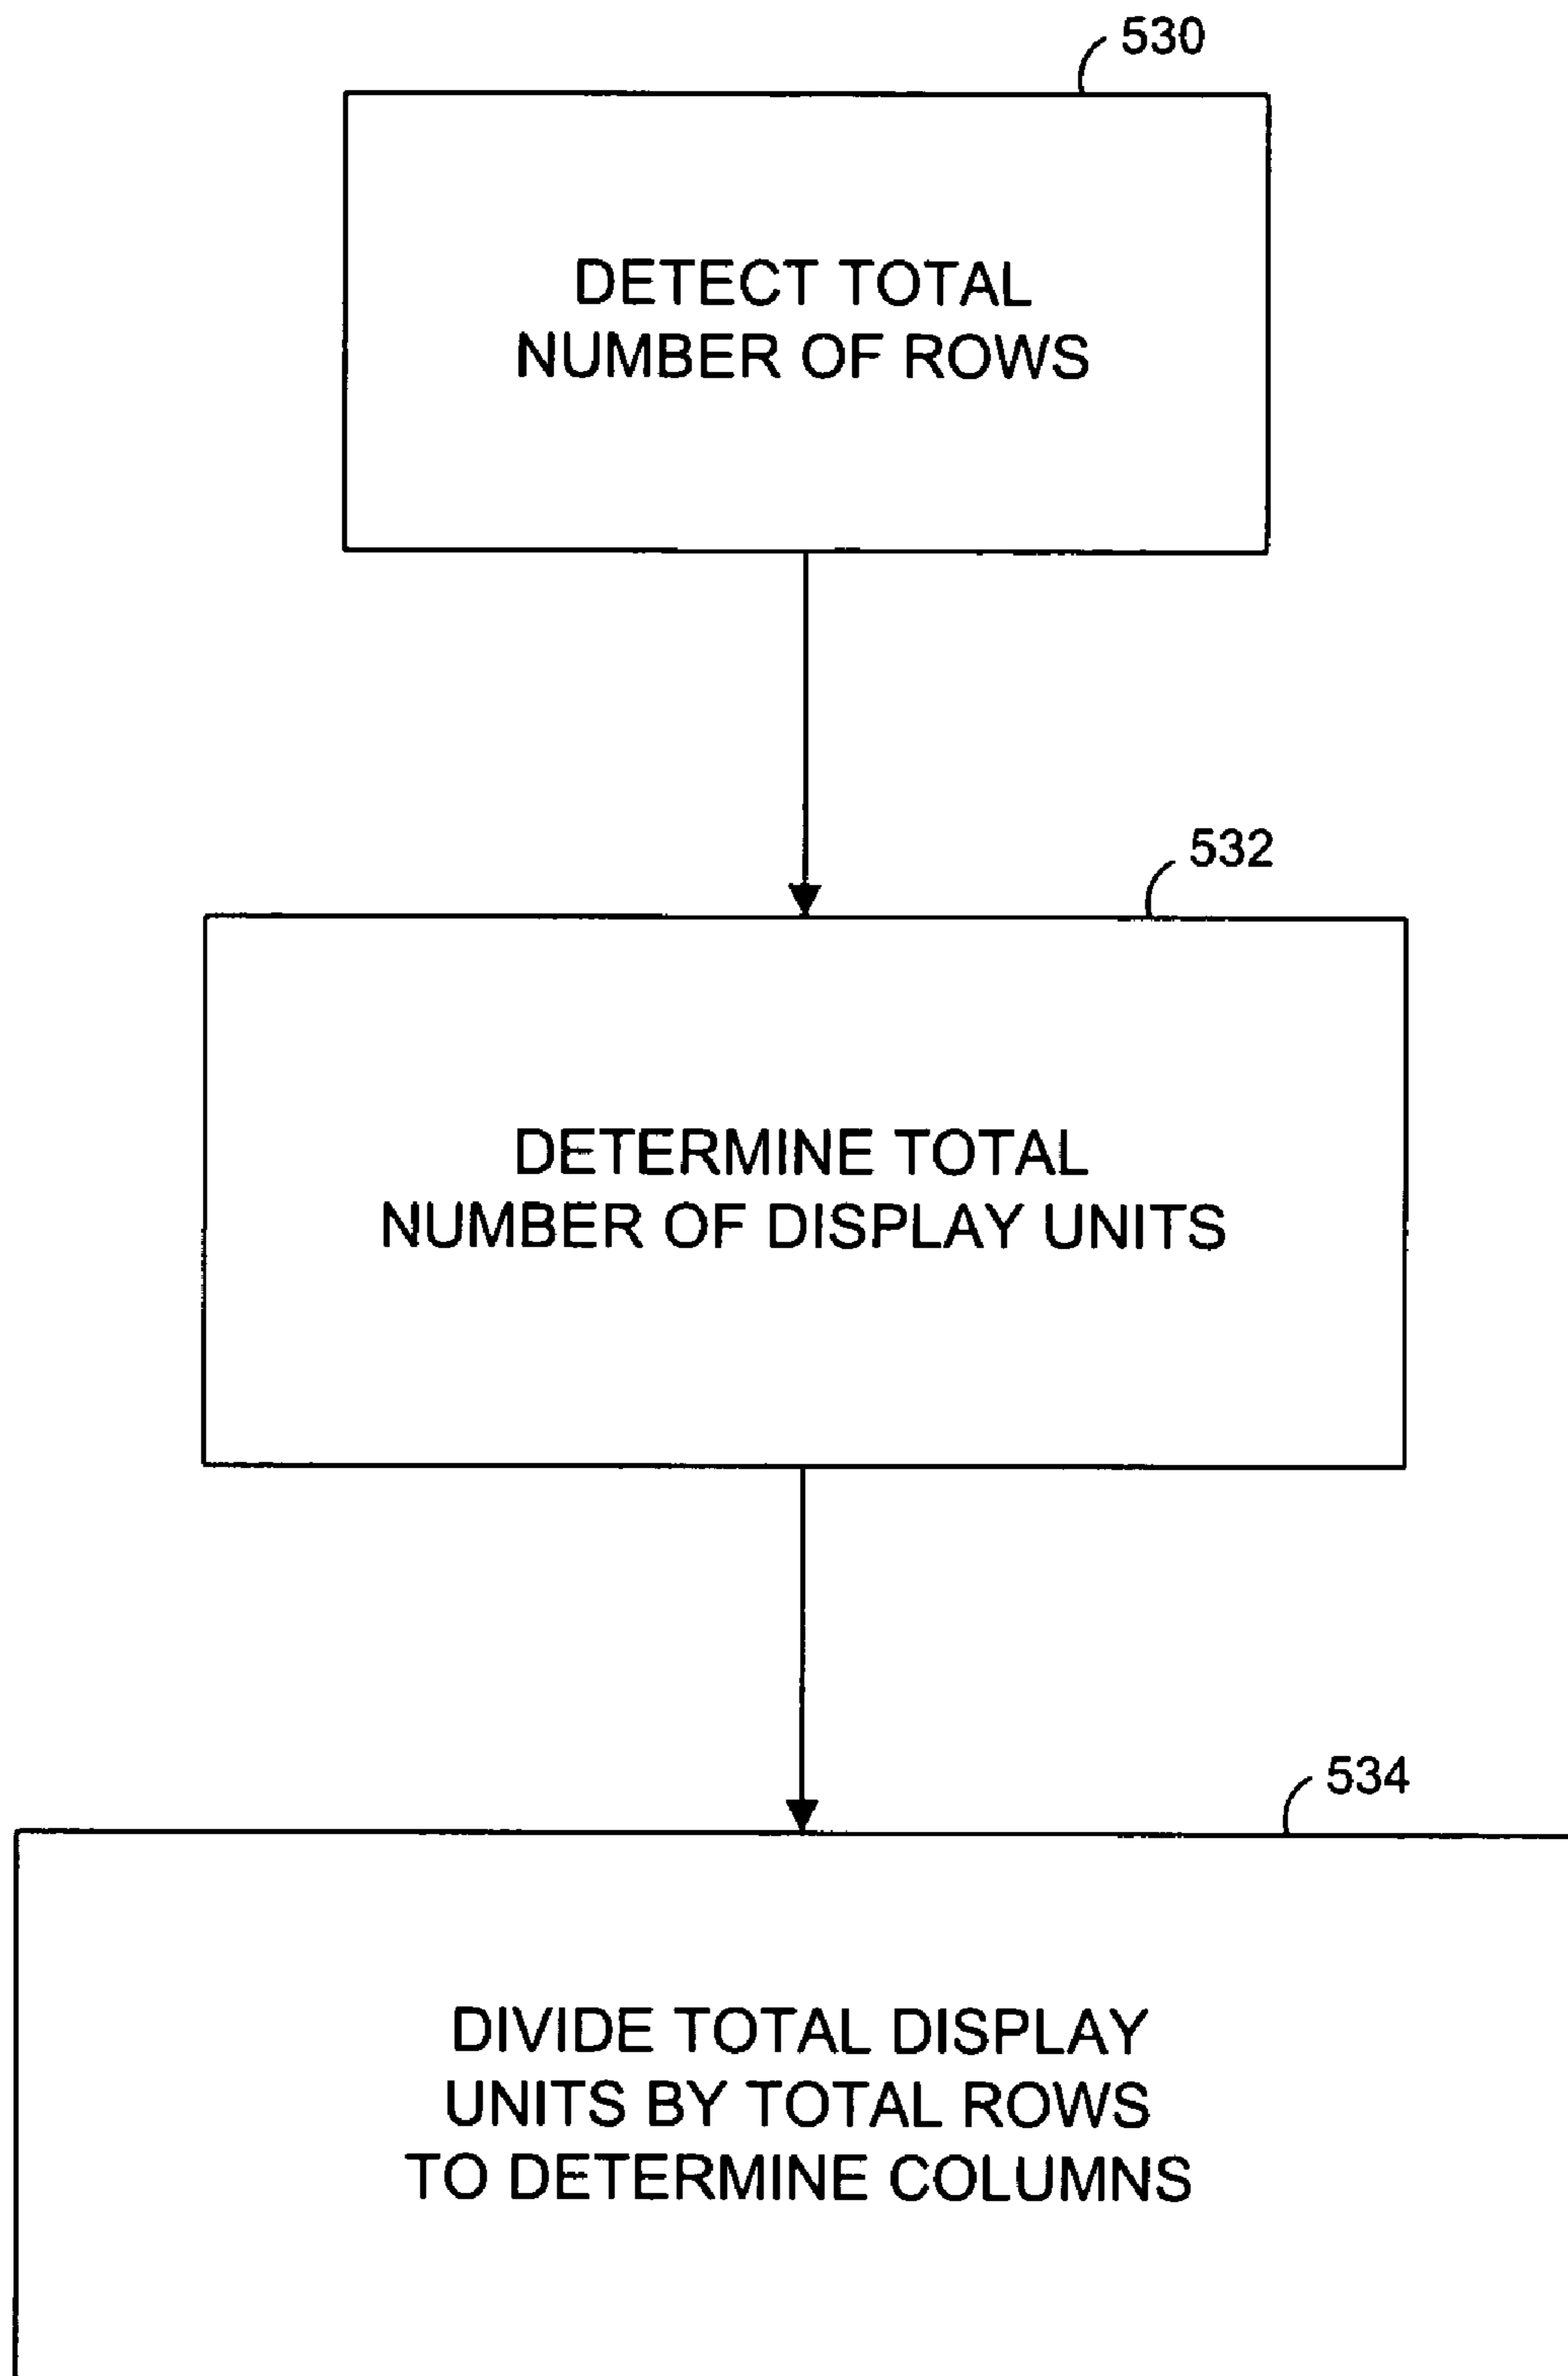 530
DETECT TOTAL
NUMBER OF ROWS
532
DETERMINE TOTAL
NUMBER OF DISPLAY UNITS
534
DIVIDE TOTAL DISPLAY
UNITS BY TOTAL ROWS
TO DETERMINE COLUMNS